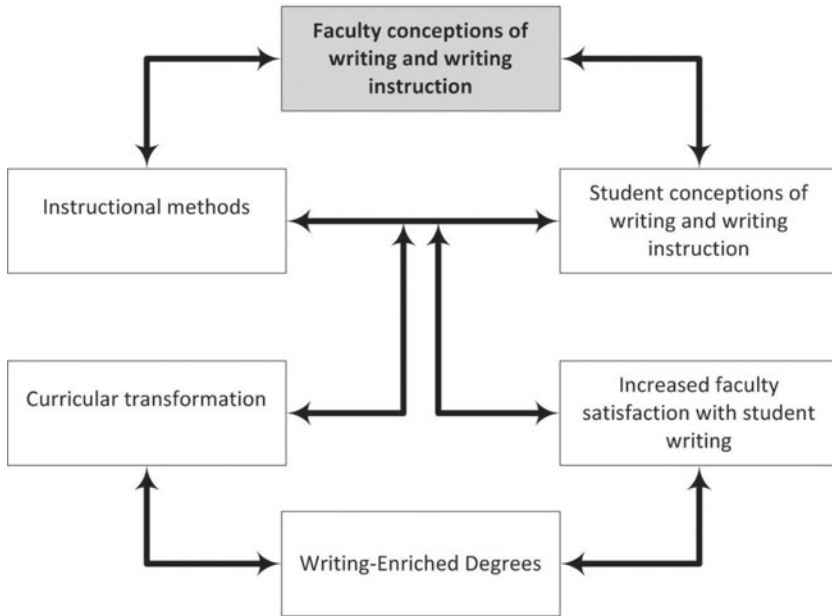 Faculty conceptions of
writing and writing
instruction
Instructional methods
Student conceptions of
writing and writing
instruction
Curricular transformation
Increased faculty
satisfaction with student
writing
Writing-Enriched Degrees